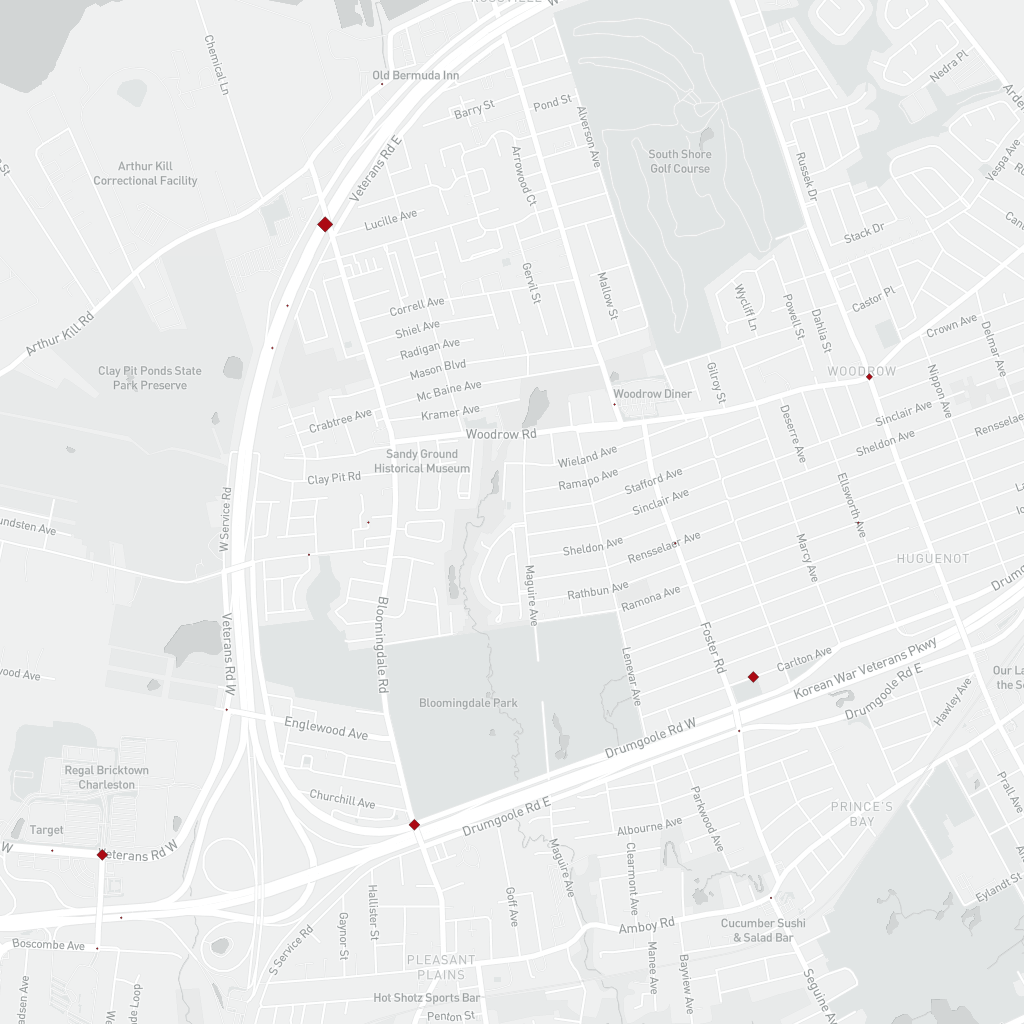 Chemical Ln
Old Bermuda Inn
Nedra Pl
Barry St
Pond St
Alverson Ave
Veterans Rd E
Arthur Kill
Correctional Facility
Arrowood Ct
South Shore
Golf Course
Russek Dr
Vespa Ave
Lucille Ave
Stack Dr
Gervil St
Mallow St
Wycliff Ln
Powell St
Dahlia St
Castor Pl
Correll Ave
Shiel Ave
Radigan Ave
Mason Blvd
Mc Baine Ave
Kramer Ave
Crabtree Ave
Arthur Kill Rd
Crown Ave
Delmar Ave
Clay Pit Ponds State
Park Preserve
Gilroy St
WOODROW
Nippon Ave
Woodrow Diner
Woodrow Rd
Deserre Ave
Sinclair Ave
Sheldon Ave
Sandy Ground
Historical Museum
Wieland Ave
Ramapo Ave
Stafford Ave
Sinclair Ave
Clay Pit Rd
W Service Rd
Ellsworth Ave
Marcy Ave
Sheldon Ave
Rensselaer Ave
HUGUENOT
Rathbun Ave
Ramona Ave
Maguire Ave
Bloomingdale Rd
Veterans Rd W
Foster Rd
Lenevar Ave
Carlton Ave
Korean War Veterans Pkwy
Drumgoole Rd E
Hawley Ave
Bloomingdale Park
Drumgoole Rd W
Englewood Ave
Regal Bricktown
Charleston
Churchill Ave
Drumgoole Rd E
Parkwood Ave
PRINCE'S
BAY
Prall Ave
Target
Veterans Rd W
Albourne Ave
Maguire Ave
Clearmont Ave
Hallister St
Goff Ave
Eylandt St
Gaynor St
S Service Rd
Amboy Rd
Cucumber Sushi
& Salad Bar
Boscombe Ave
PLEASANT
PLAINS
Manee Ave
Bayview Ave
Hot Shotz Sports Bar
Penton St